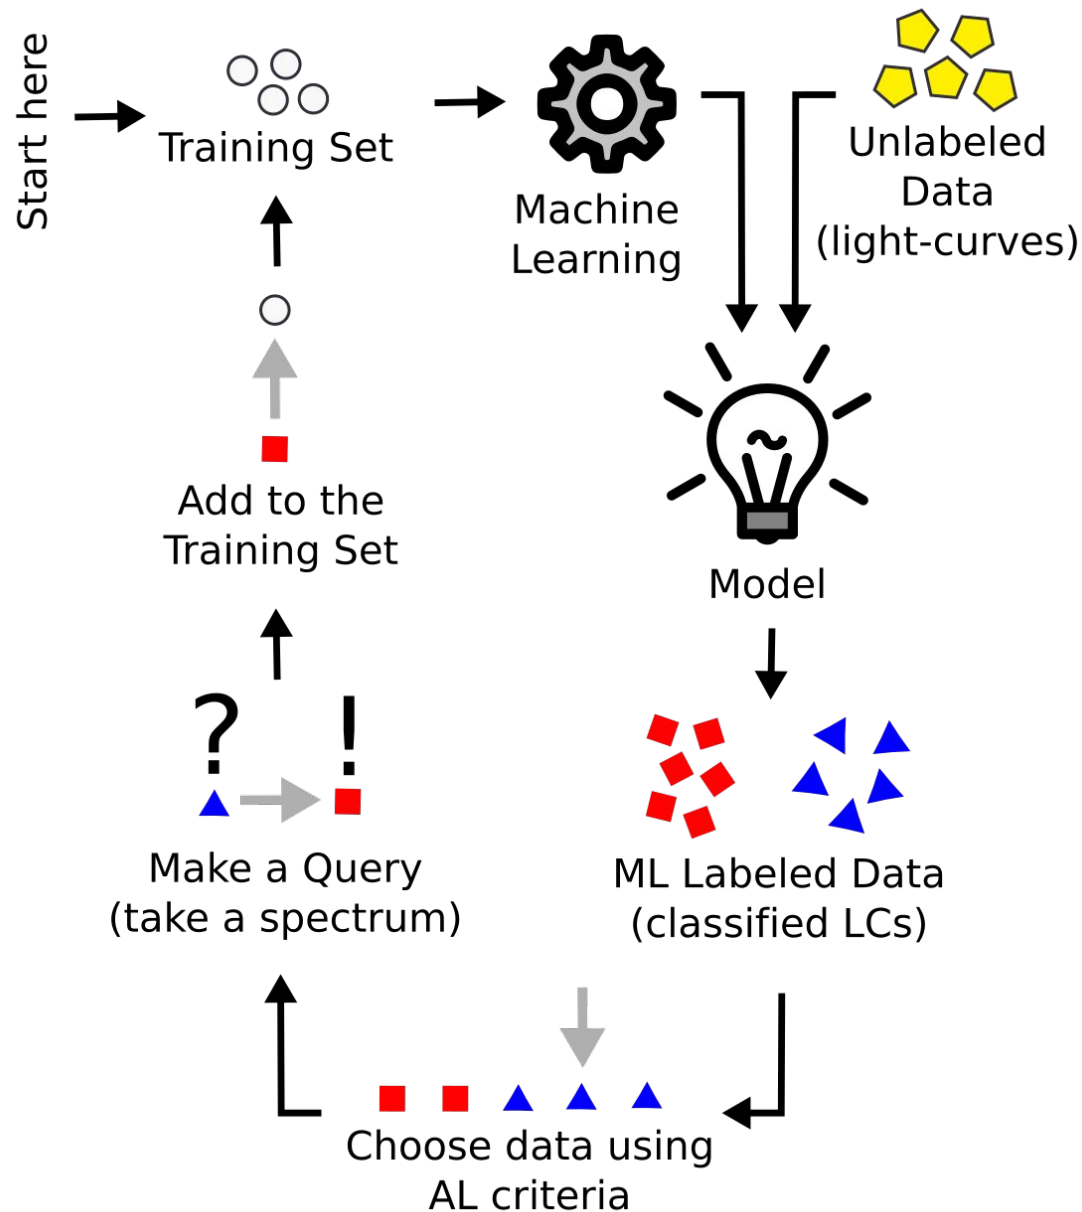 Start here
Training Set
Machine
Learning
Unlabeled
Data
(light-curves)
Model
ML Labeled Data
(classified LCs)
Choose data using
AL criteria
? !
Make a Query
(take a spectrum)
Add to the
Training Set